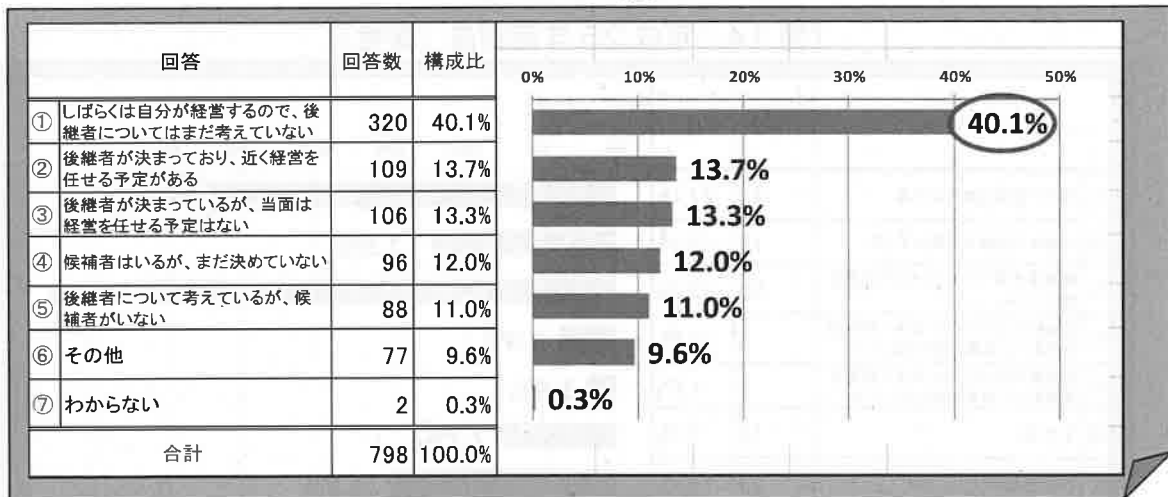 回答 回答数 構成比
0% 10% 20% 30% 40% 50%
① しばらくは自分が経営するので、後
継者についてはまだ考えていない 320 40.1% 40.1%
② 後継者が決まっており、近く経営を
任せる予定がある 109 13.7% 13.7%
③ 後継者が決まっているが、当面は
経営を任せる予定はない 106 13.3% 13.3%
④ 候補者はいるが、まだ決めていない 96 12.0% 12.0%
⑤ 後継者について考えているが、候
補者がいない 88 11.0% 11.0%
⑥ その他 77 9.6% 9.6%
⑦ わからない 2 0.3% 0.3%
合計 798 100.0%